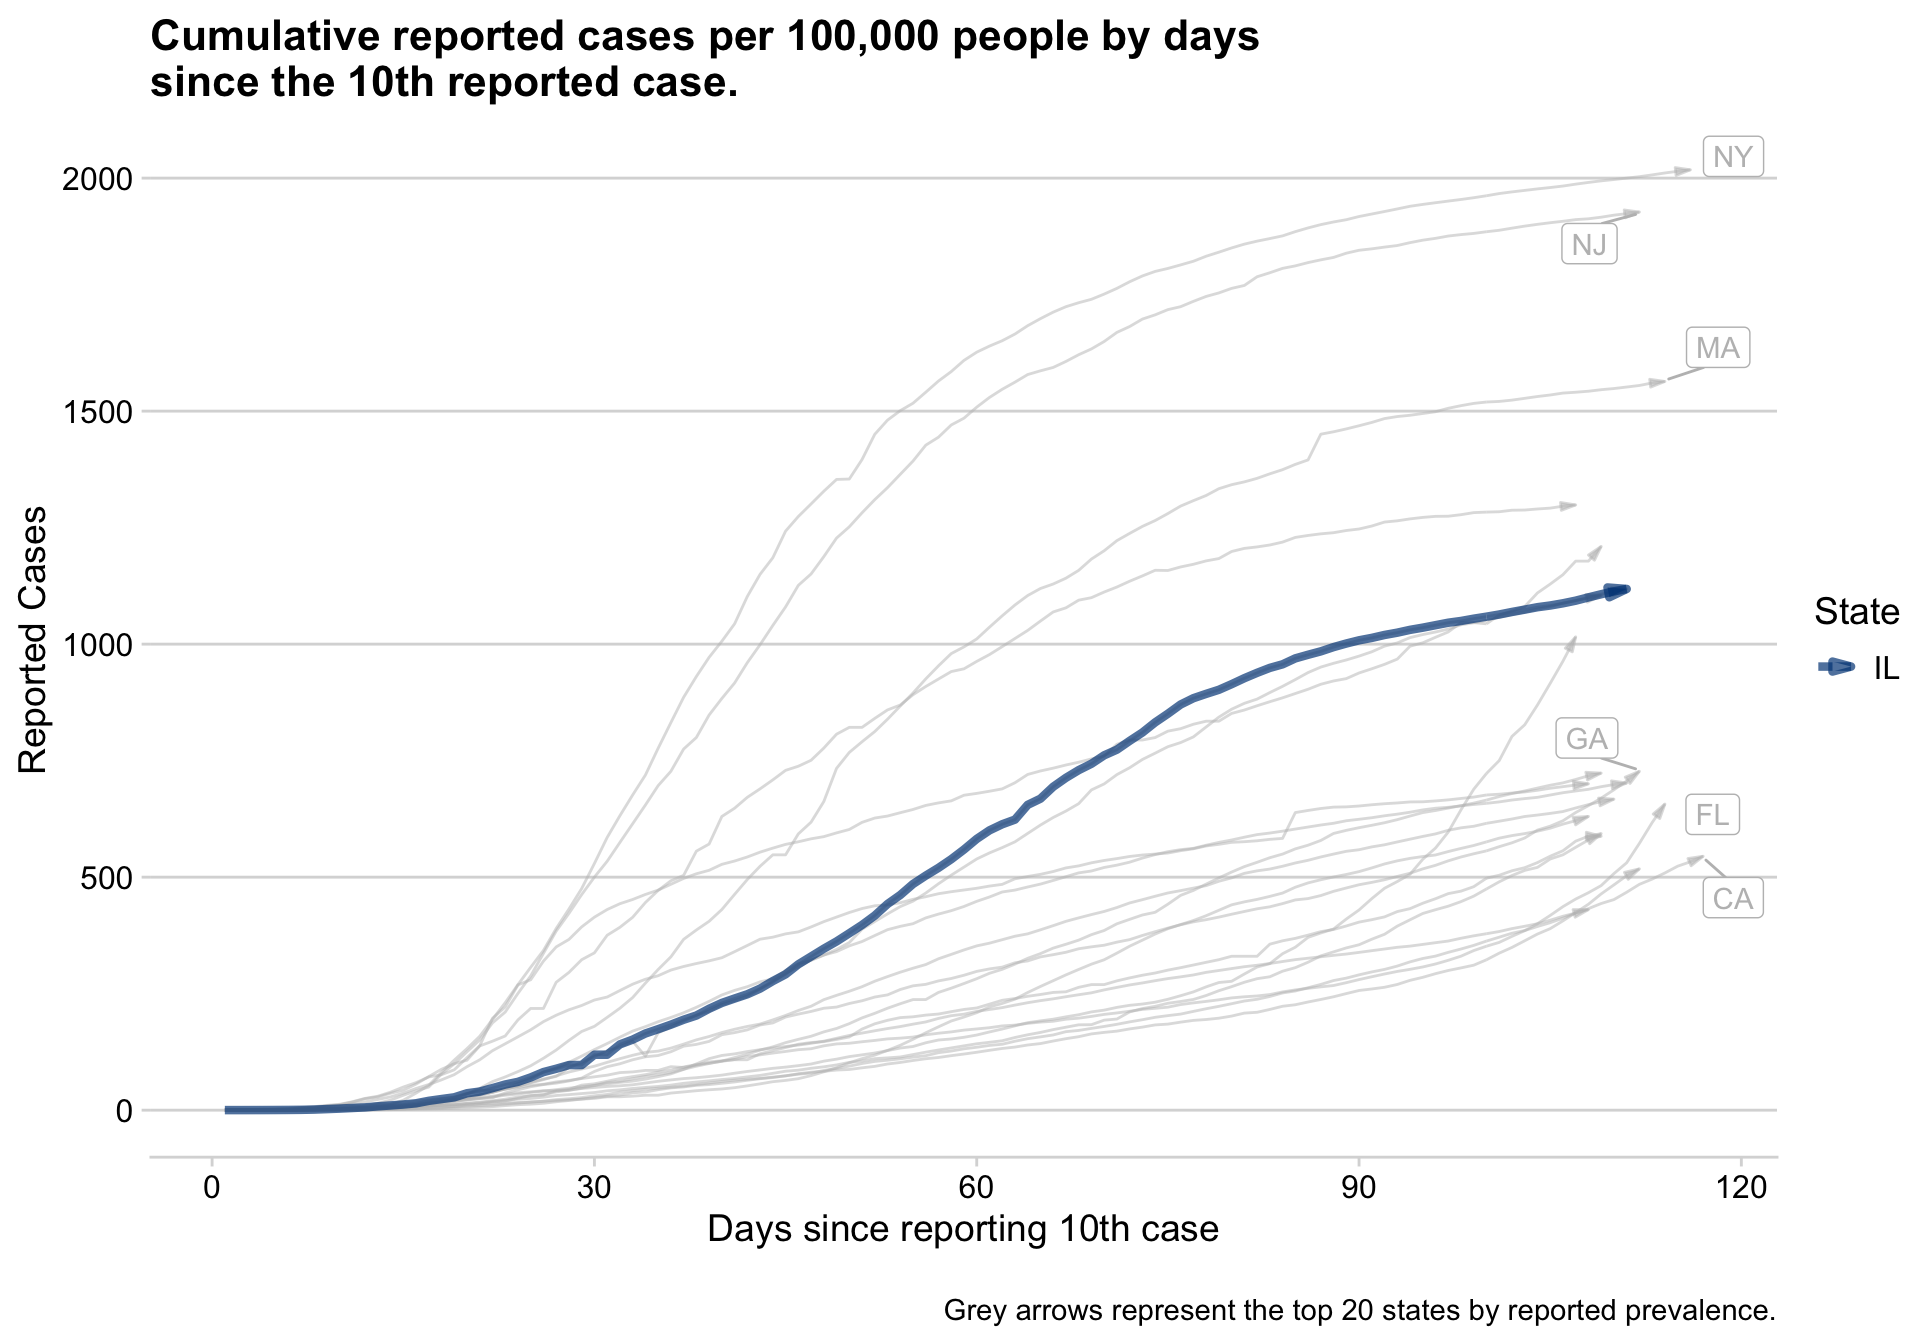 Cumulative reported cases per 100,000 people by days
since the 10th reported case.
2000
1500
1000
500
0
Reported Cases
NY
NJ
MA
GA
FL
CA
State
IL
0 30 60 90 120
Days since reporting 10th case
Grey arrows represent the top 20 states by reported prevalence.